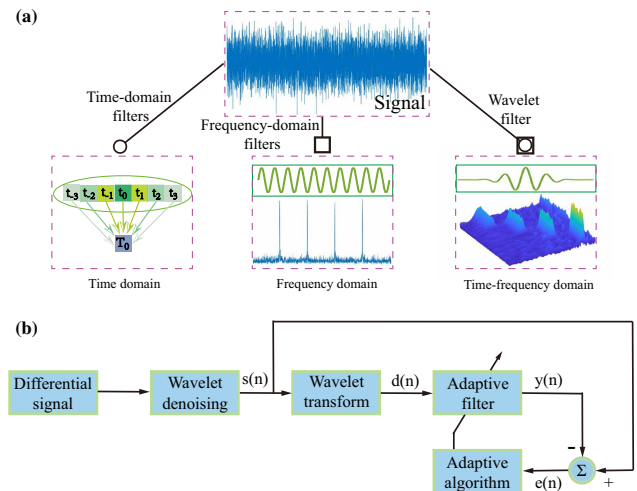 (a)
Signal
Time-domain
filters
Frequency-domain
filters
Wavelet
filter
t-3 t-2 t-1 t0 t1 t2 t3
T0
Time domain
Frequency domain
Time-frequency domain
(b)
Differential
signal
Wavelet
denoising
s(n)
Wavelet
transform
d(n)
Adaptive
filter
y(n)
Adaptive
algorithm
e(n)
Σ
-
+